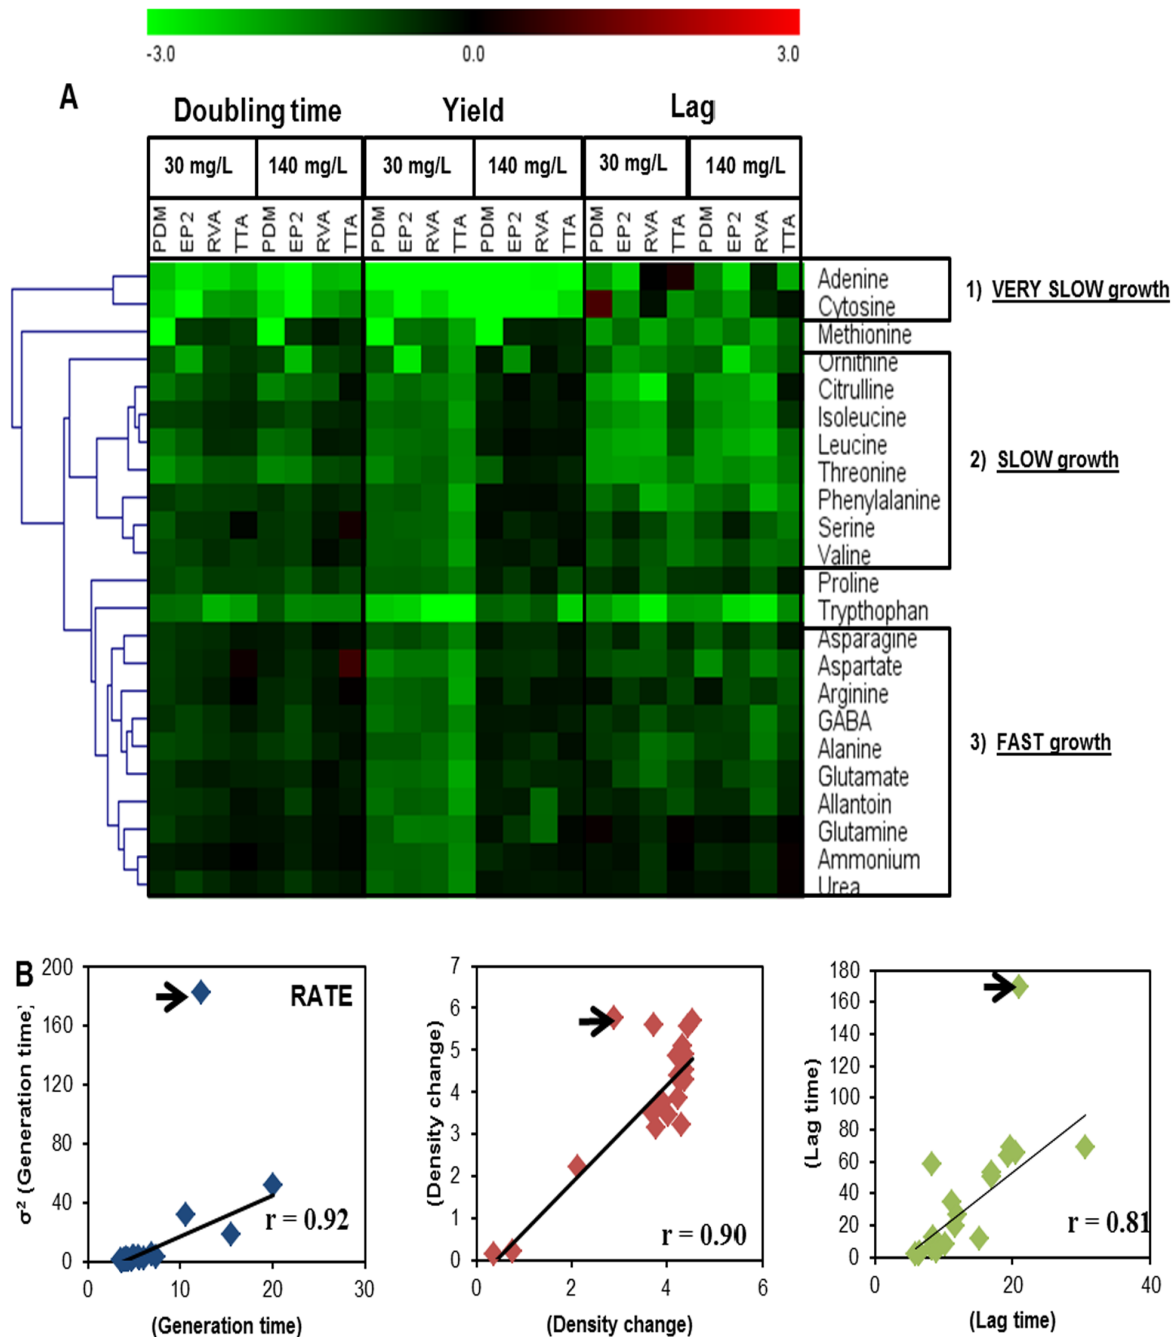 -3.0 0.0 3.0
A
Doubling time Yield Lag
30 mg/L 140 mg/L 30 mg/L 140 mg/L 30 mg/L 140 mg/L
PDM EP2 RVA TTA PDM EP2 RVA TTA PDM EP2 RVA TTA PDM EP2 RVA TTA PDM EP2 RVA TTA PDM EP2 RVA TTA
Adenine
1) VERY SLOW growth
Cytosine
Methionine
Ornithine
Citrulline
Isoleucine
Leucine
2) SLOW growth
Threonine
Phenylalanine
Serine
Valine
Proline
Trypthophan
Asparagine
Aspartate
Arginine
GABA
3) FAST growth
Alanine
Glutamate
Allantoin
Glutamine
Ammonium
Urea
B
σ² (Generation time)
200
160
120
80
40
0
RATE
r = 0.92
0 10 20 30
(Generation time)
(Density change)
7
6
5
4
3
2
1
0
r = 0.90
0 2 4 6
(Density change)
(Lag time)
180
160
140
120
100
80
60
40
20
0
r = 0.81
0 20 40
(Lag time)